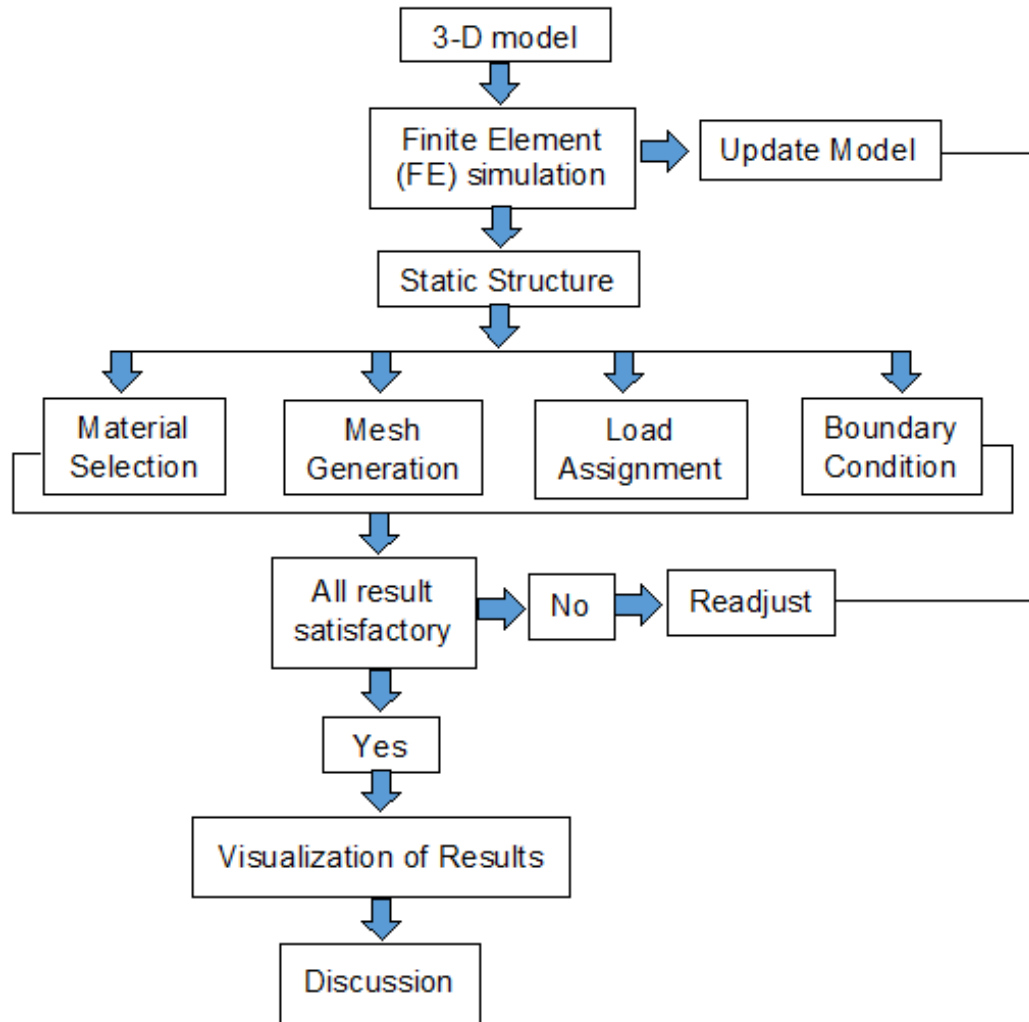 3-D model
Finite Element
(FE) simulation
Update Model
Static Structure
Material
Selection
Mesh
Generation
Load
Assignment
Boundary
Condition
All result
satisfactory
No
Readjust
Yes
Visualization of Results
Discussion